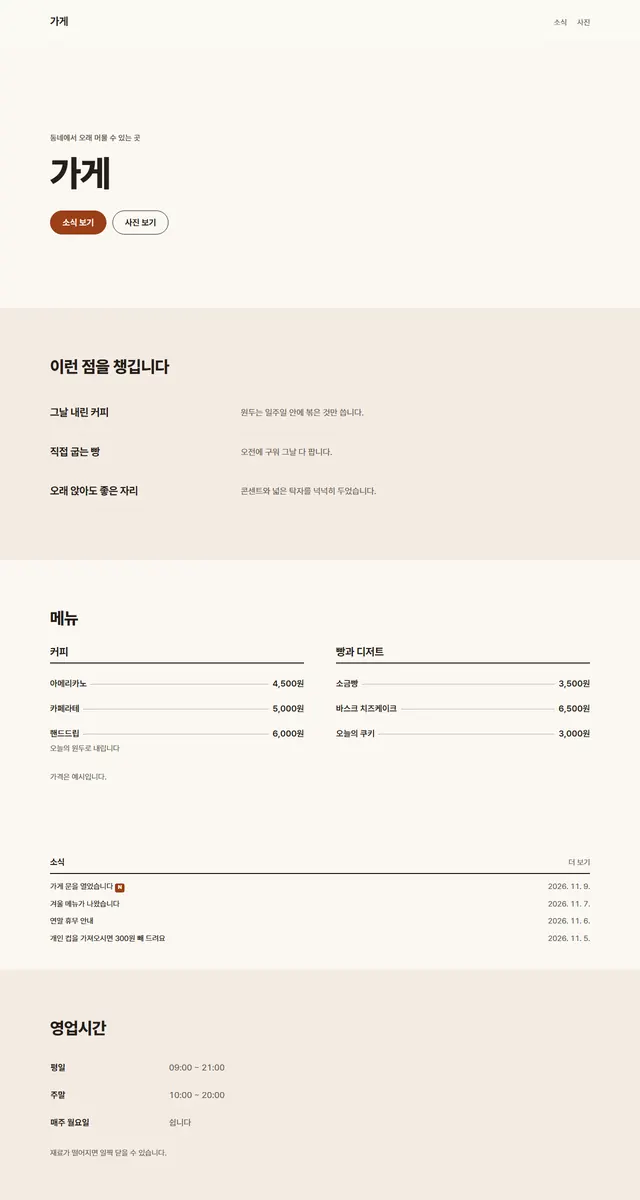 가게
소식 사진
동네에서 오래 머물 수 있는 곳
가게
소식 보기 사진 보기
이런 점을 챙깁니다
그날 내린 커피 원두는 일주일 안에 볶은 것만 씁니다.
직접 굽는 빵 오전에 구워 그날 다 팝니다.
오래 앉아도 좋은 자리 콘센트와 넓은 탁자를 넉넉히 두었습니다.
메뉴
커피
아메리카노 4,500원
카페라테 5,000원
핸드드립 6,000원
오늘의 원두로 내립니다
빵과 디저트
소금빵 3,500원
바스크 치즈케이크 6,500원
오늘의 쿠키 3,000원
가격은 예시입니다.
소식 더 보기
가게 문을 열었습니다 N 2026. 11. 9.
겨울 메뉴가 나왔습니다 2026. 11. 7.
연말 휴무 안내 2026. 11. 6.
개인 컵을 가져오시면 300원 빼 드려요 2026. 11. 5.
영업시간
평일 09:00 – 21:00
주말 10:00 – 20:00
매주 월요일 쉽니다
재료가 떨어지면 일찍 닫을 수 있습니다.